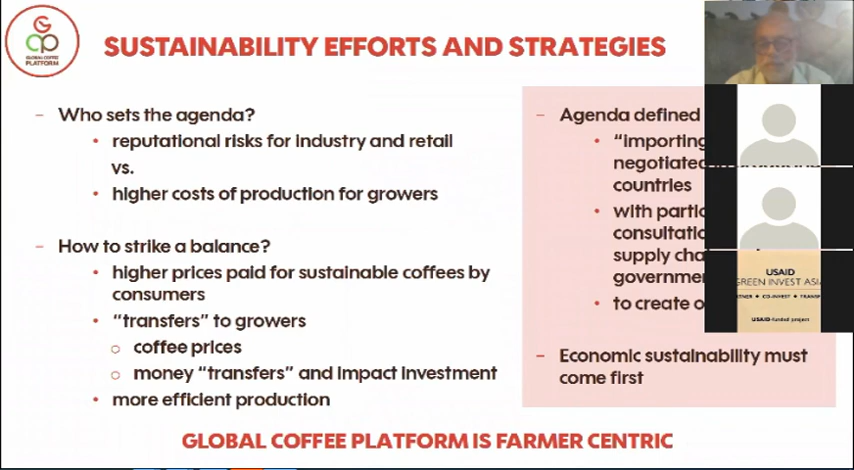 GLOBAL COFFEE
PLATFORM
SUSTAINABILITY EFFORTS AND STRATEGIES
– Who sets the agenda?
• reputational risks for industry and retail
vs.
• higher costs of production for growers
– How to strike a balance?
• higher prices paid for sustainable coffees by
consumers
• “transfers” to growers
○ coffee prices
○ money “transfers” and impact investment
• more efficient production
– Agenda defined
• “importing
negotiated
countries
• with
supply
• to create
– Economic sustainability must
come first
USAID
GREEN INVEST ASIA
• CO-INVEST •
USAID-funded project
GLOBAL COFFEE PLATFORM IS FARMER CENTRIC